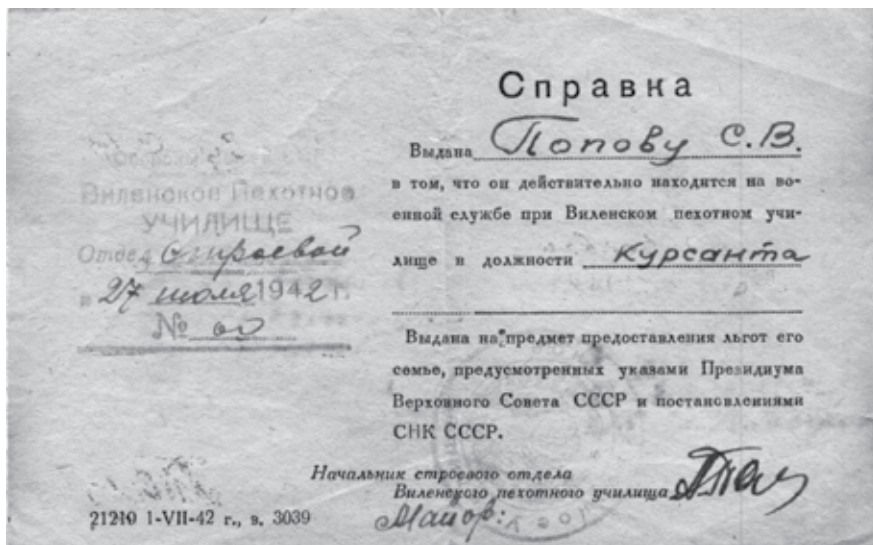 Справка
Выдана Попову С.В.
в том, что он действительно находится на во-
енной службе при Виленском пехотном учи-
лище в должности курсанта
Выдана на предмет предоставления льгот его
семье, предусмотренных указами Президиума
Верховного Совета СССР и постановлениями
СНК СССР.
Начальник строевого отдела
Виленского пехотного училища
Майор:
Виленское Пехотное
УЧИЛИЩЕ
Отдел Строевой
27 июля 1942 г.
№
21210 1-VII-42 г., з. 3039